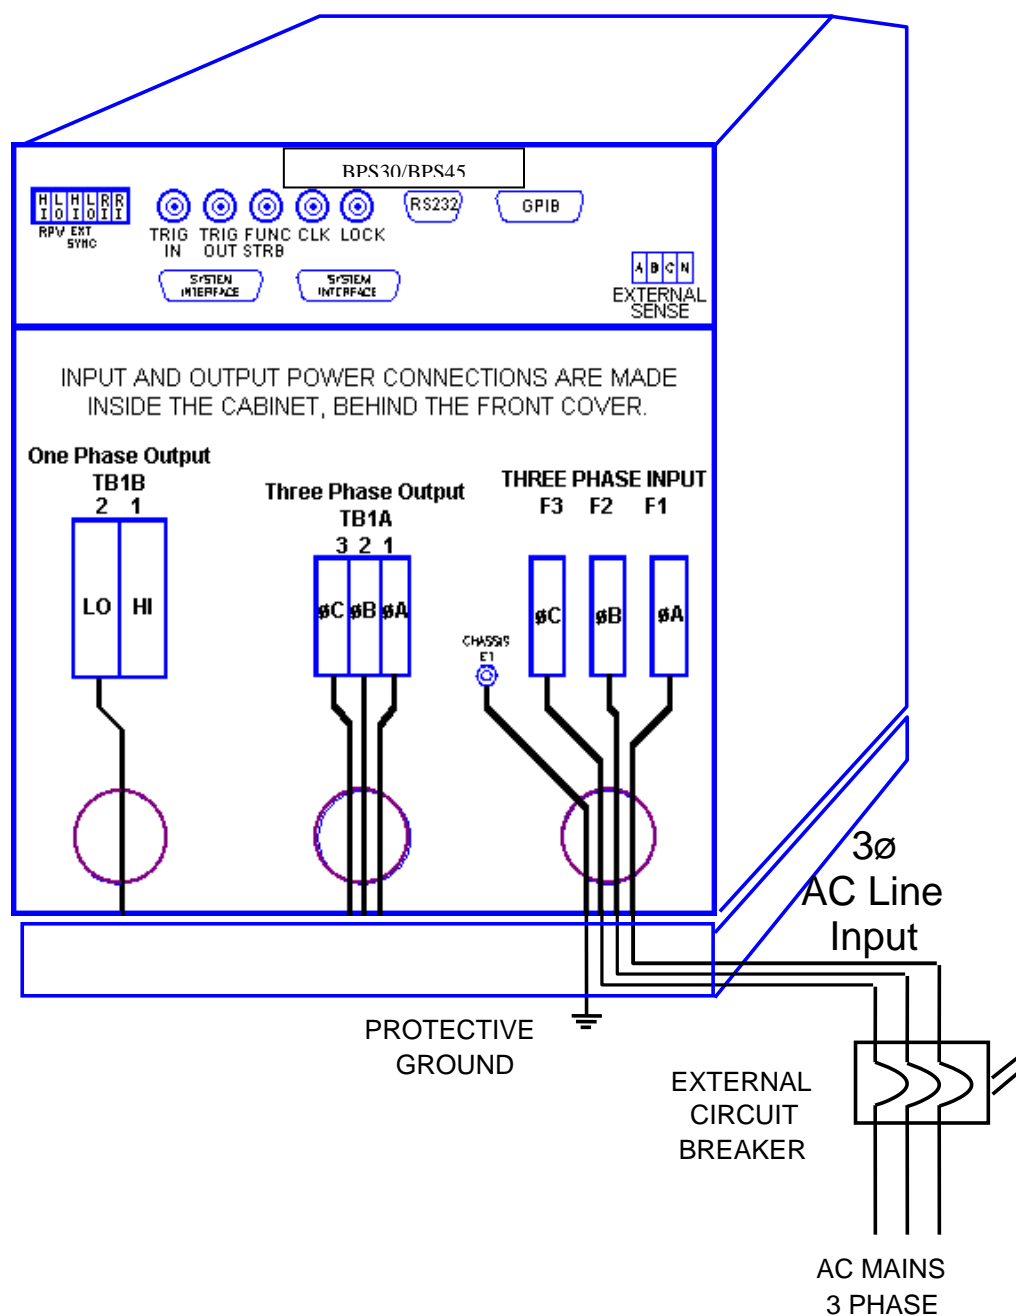 BPS30/BPS45
H L H L R R
I O I O I I
RPV EXT SYNC
TRIG IN
TRIG OUT
FUNC STRB
CLK
LOCK
RS232
GPIB
SYSTEM INTERFACE
SYSTEM INTERFACE
A B C N
EXTERNAL SENSE
INPUT AND OUTPUT POWER CONNECTIONS ARE MADE
INSIDE THE CABINET, BEHIND THE FRONT COVER.
One Phase Output
TB1B
2 1
LO HI
Three Phase Output
TB1A
3 2 1
øC øB øA
THREE PHASE INPUT
F3 F2 F1
øC øB øA
CHASSIS
E1
3ø
AC Line
Input
PROTECTIVE
GROUND
EXTERNAL
CIRCUIT
BREAKER
AC MAINS
3 PHASE